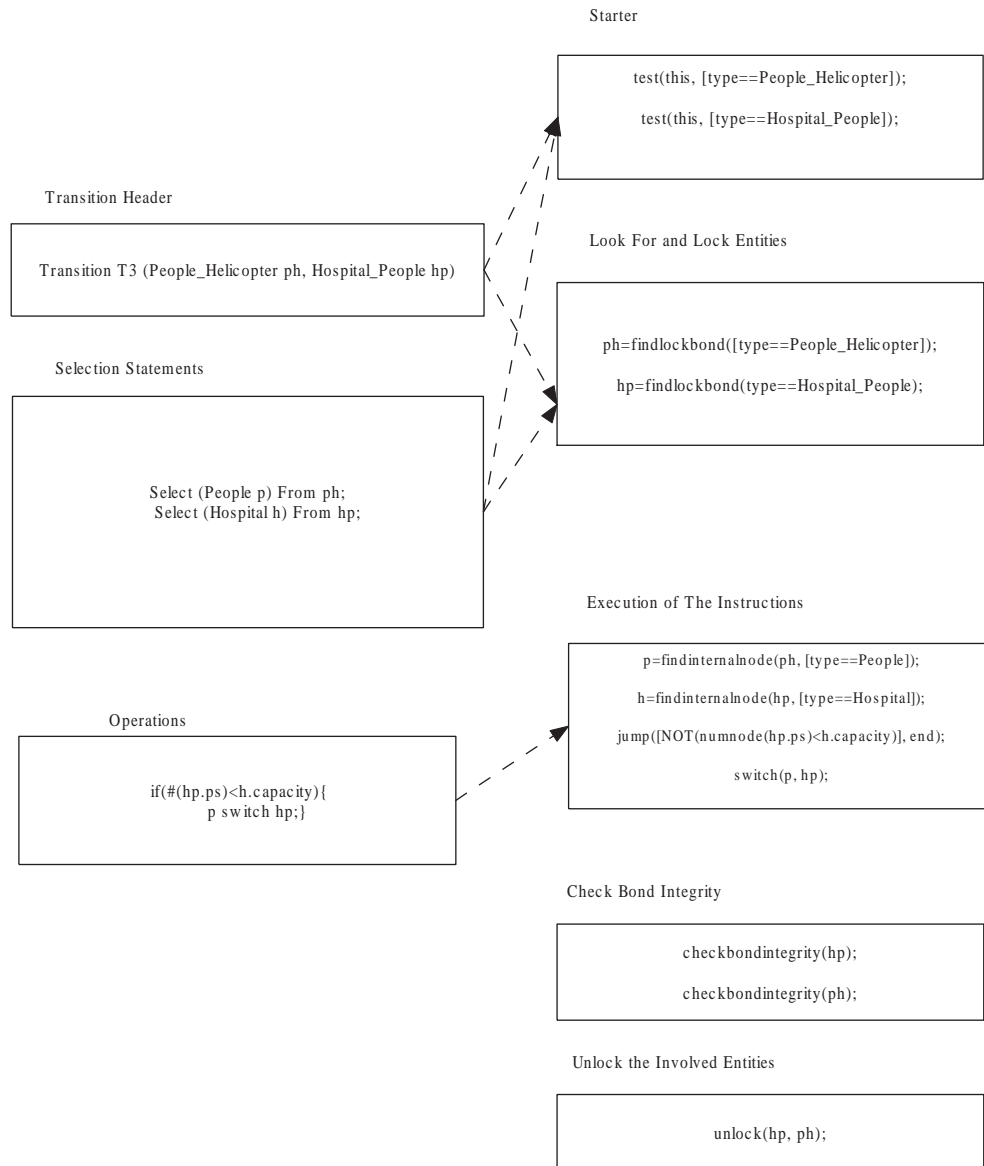 Starter
test(this, [type==People_Helicopter]);
test(this, [type==Hospital_People]);
Transition Header
Transition T3 (People_Helicopter ph, Hospital_People hp)
Look For and Lock Entities
ph=findlockbond([type==People_Helicopter]);
hp=findlockbond(type==Hospital_People);
Selection Statements
Select (People p) From ph;
Select (Hospital h) From hp;
Execution of The Instructions
p=findinternalnode(ph, [type==People]);
h=findinternalnode(hp, [type==Hospital]);
jump([NOT(numnode(hp.ps)<h.capacity)], end);
switch(p, hp);
Operations
if(#(hp.ps)<h.capacity){
p switch hp;}
Check Bond Integrity
checkbondintegrity(hp);
checkbondintegrity(ph);
Unlock the Involved Entities
unlock(hp, ph);